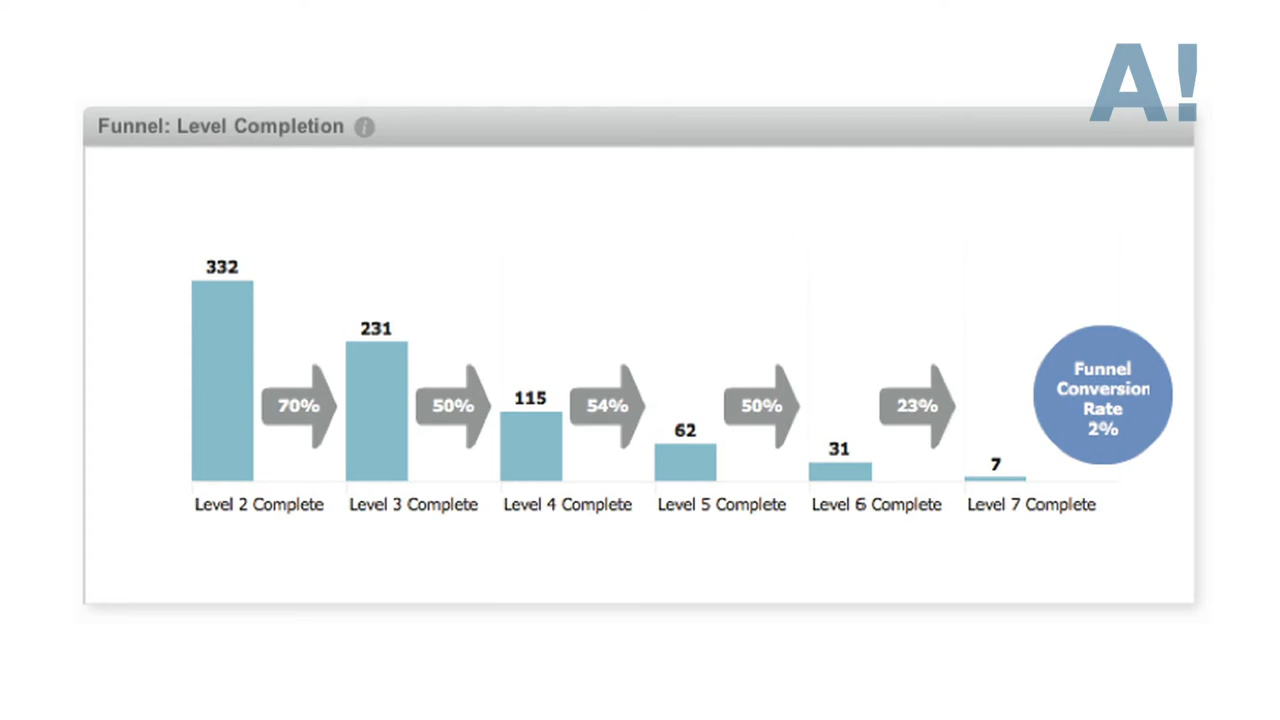 A!
Funnel: Level Completion i
332
231
115
62
31
7
70%
50%
54%
50%
23%
Funnel
Conversion
Rate
2%
Level 2 Complete
Level 3 Complete
Level 4 Complete
Level 5 Complete
Level 6 Complete
Level 7 Complete